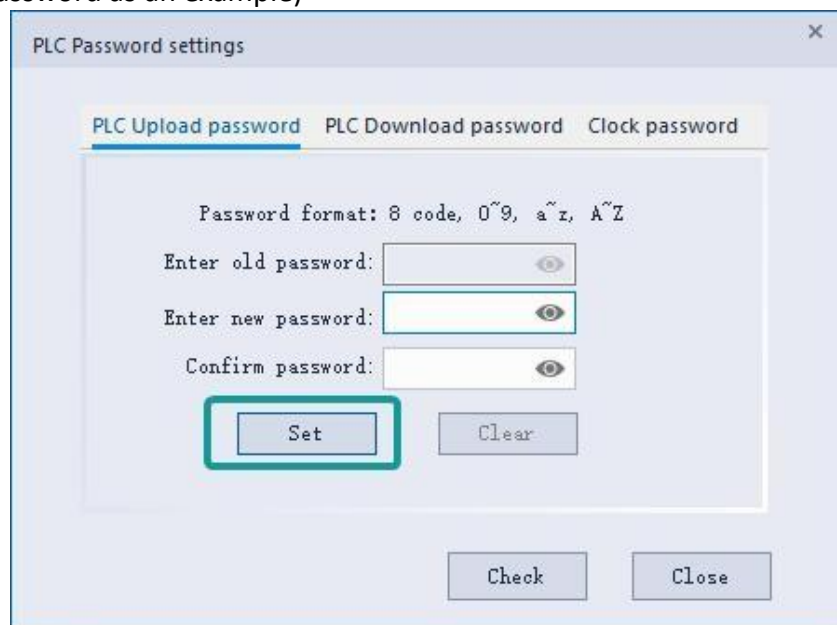 PLC Password settings
PLC Upload password PLC Download password Clock password
Password format: 8 code, 0~9, a~z, A~Z
Enter old password:
Enter new password:
Confirm password:
Set Clear
Check Close